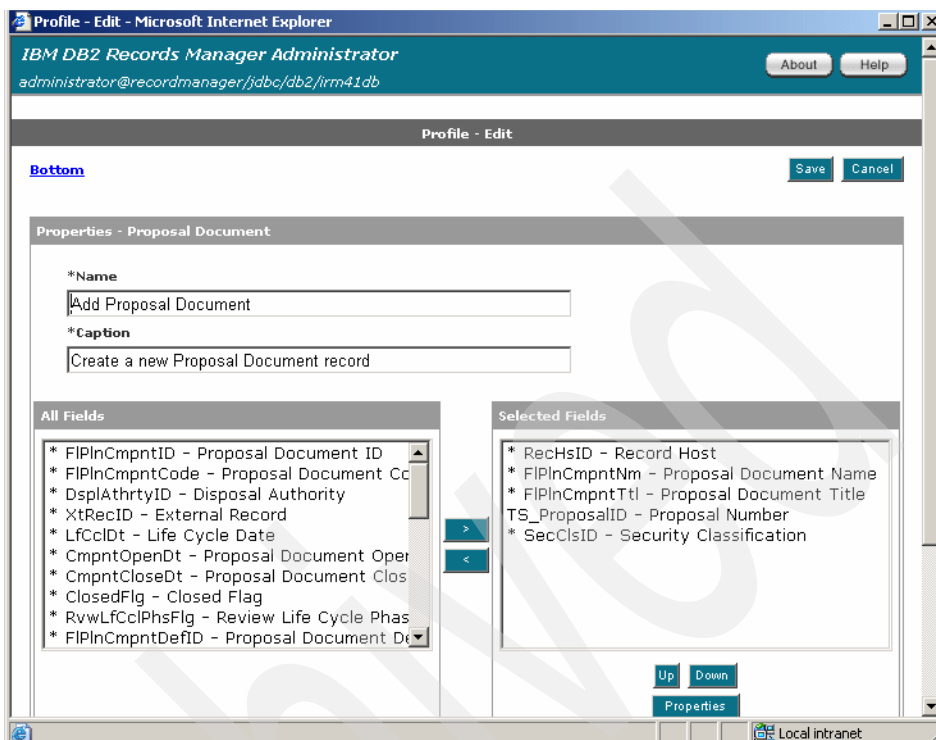 Profile - Edit - Microsoft Internet Explorer
IBM DB2 Records Manager Administrator
administrator@recordmanager/jdbc/db2/irm41db
About Help
Profile - Edit
Bottom
Save Cancel
Properties - Proposal Document
*Name
Add Proposal Document
*Caption
Create a new Proposal Document record
All Fields
* FlPlnCmpntID - Proposal Document ID
* FlPlnCmpntCode - Proposal Document Co
* DsplAthrtyID - Disposal Authority
* XtRecID - External Record
* LfCclDt - Life Cycle Date
* CmpntOpenDt - Proposal Document Oper
* CmpntCloseDt - Proposal Document Clos
* ClosedFlg - Closed Flag
* RvwLfCclPhsFlg - Review Life Cycle Phas
* FlPlnCmpntDefID - Proposal Document De
>
<
Selected Fields
* RecHsID - Record Host
* FlPlnCmpntNm - Proposal Document Name
* FlPlnCmpntTtl - Proposal Document Title
TS_ProposalID - Proposal Number
* SecClsID - Security Classification
Up Down
Properties
Local intranet